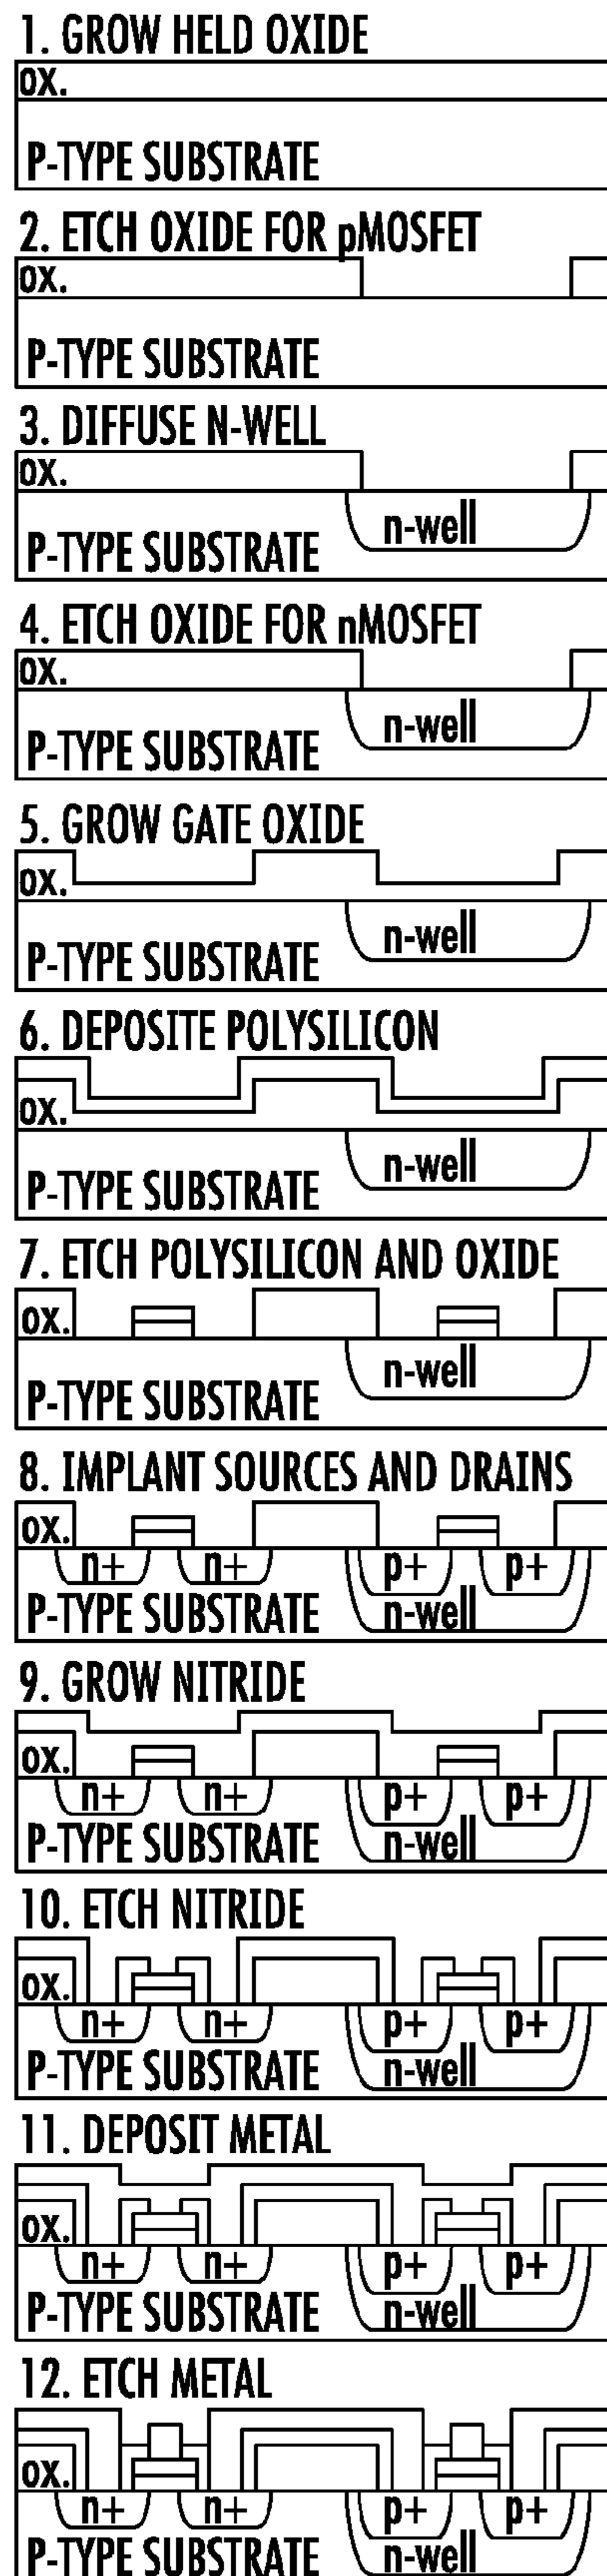 1. GROW HELD OXIDE
OX.
P-TYPE SUBSTRATE
2. ETCH OXIDE FOR pMOSFET
OX.
P-TYPE SUBSTRATE
3. DIFFUSE N-WELL
OX.
n-well
P-TYPE SUBSTRATE
4. ETCH OXIDE FOR nMOSFET
OX.
n-well
P-TYPE SUBSTRATE
5. GROW GATE OXIDE
OX.
n-well
P-TYPE SUBSTRATE
6. DEPOSITE POLYSILICON
OX.
n-well
P-TYPE SUBSTRATE
7. ETCH POLYSILICON AND OXIDE
OX.
n-well
P-TYPE SUBSTRATE
8. IMPLANT SOURCES AND DRAINS
OX.
n+ n+ p+ p+
P-TYPE SUBSTRATE n-well
9. GROW NITRIDE
OX.
n+ n+ p+ p+
P-TYPE SUBSTRATE n-well
10. ETCH NITRIDE
OX.
n+ n+ p+ p+
P-TYPE SUBSTRATE n-well
11. DEPOSIT METAL
OX.
n+ n+ p+ p+
P-TYPE SUBSTRATE n-well
12. ETCH METAL
OX.
n+ n+ p+ p+
P-TYPE SUBSTRATE n-well